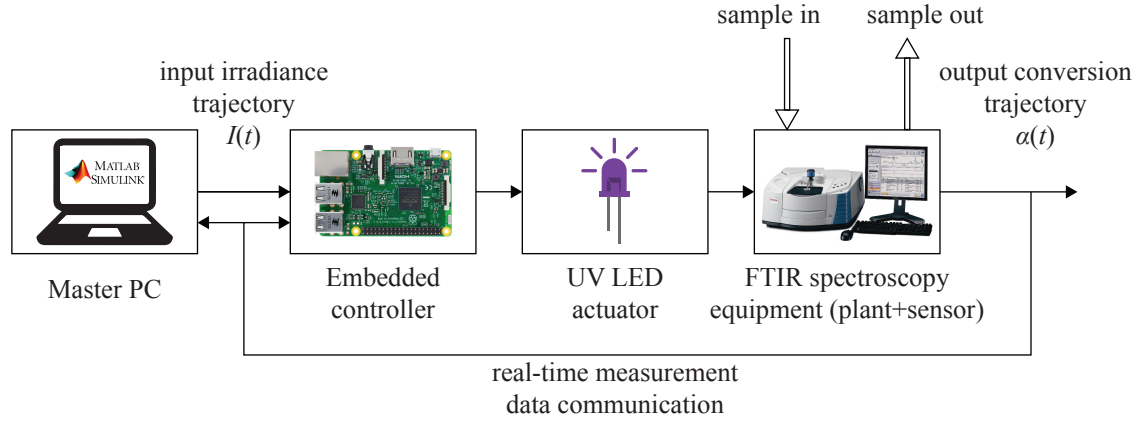 sample in
sample out
input irradiance
trajectory
I(t)
output conversion
trajectory
α(t)
MATLAB
SIMULINK
Master PC
Embedded
controller
UV LED
actuator
FTIR spectroscopy
equipment (plant+sensor)
real-time measurement
data communication